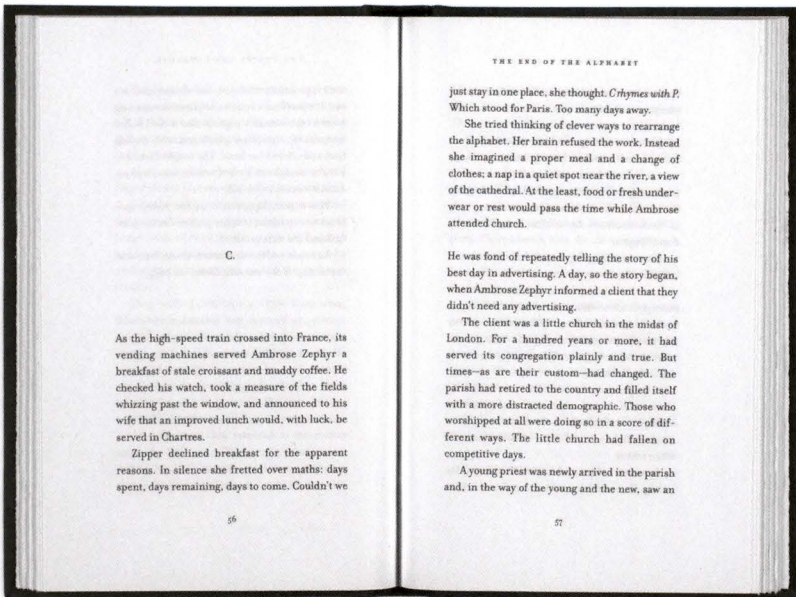 C.
As the high-speed train crossed into France, its
vending machines served Ambrose Zephyr a
breakfast of stale croissant and muddy coffee. He
checked his watch, took a measure of the fields
whizzing past the window, and announced to his
wife that an improved lunch would, with luck, be
served in Chartres.
Zipper declined breakfast for the apparent
reasons. In silence she fretted over maths: days
spent, days remaining, days to come. Couldn't we
56
THE END OF THE ALPHABET
just stay in one place, she thought. C rhymes with P.
Which stood for Paris. Too many days away.
She tried thinking of clever ways to rearrange
the alphabet. Her brain refused the work. Instead
she imagined a proper meal and a change of
clothes; a nap in a quiet spot near the river, a view
of the cathedral. At the least, food or fresh under-
wear or rest would pass the time while Ambrose
attended church.
He was fond of repeatedly telling the story of his
best day in advertising. A day, so the story began,
when Ambrose Zephyr informed a client that they
didn't need any advertising.
The client was a little church in the midst of
London. For a hundred years or more, it had
served its congregation plainly and true. But
times—as are their custom—had changed. The
parish had retired to the country and filled itself
with a more distracted demographic. Those who
worshipped at all were doing so in a score of dif-
ferent ways. The little church had fallen on
competitive days.
A young priest was newly arrived in the parish
and, in the way of the young and the new, saw an
57